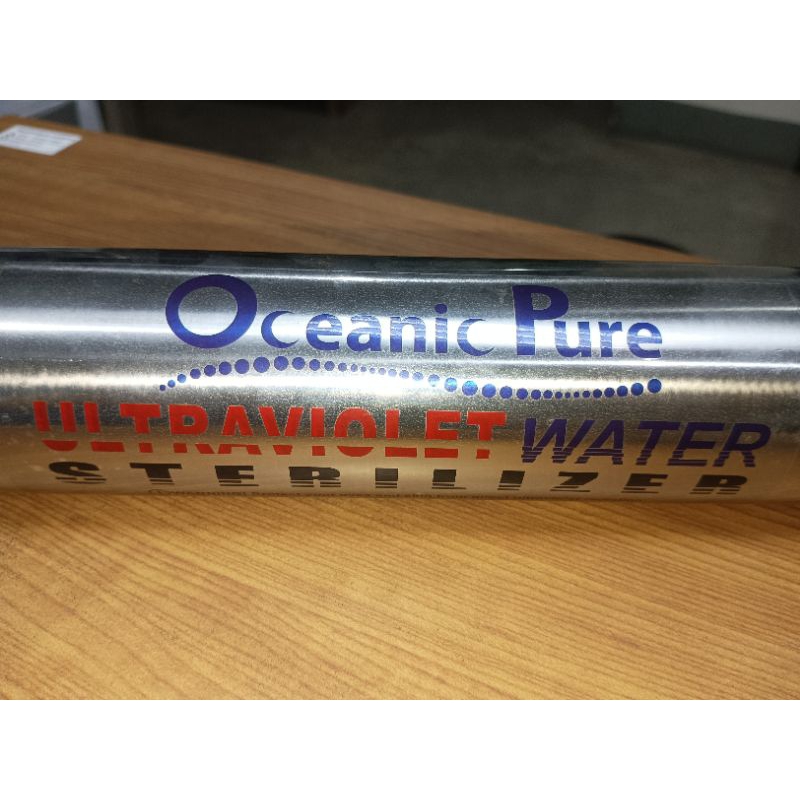 Oceanic Pure
ULTRAVIOLET WATER
STERILIZER